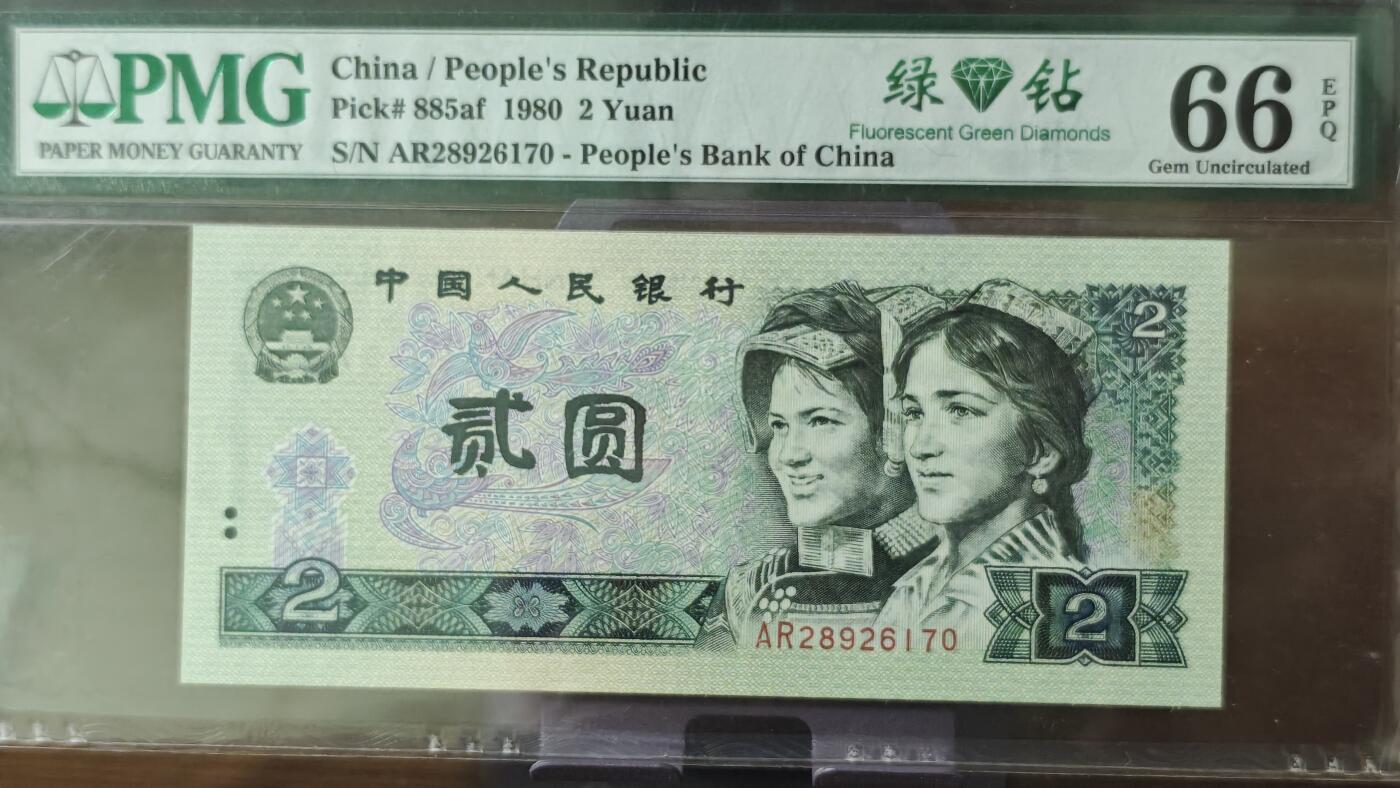 PMG
PAPER MONEY GUARANTY
China / People's Republic
Pick# 885af 1980 2 Yuan
S/N AR28926170 - People's Bank of China
绿 钻
Fluorescent Green Diamonds
66
EPQ
Gem Uncirculated
中国人民银行
2
贰圆
2
AR28926170
2